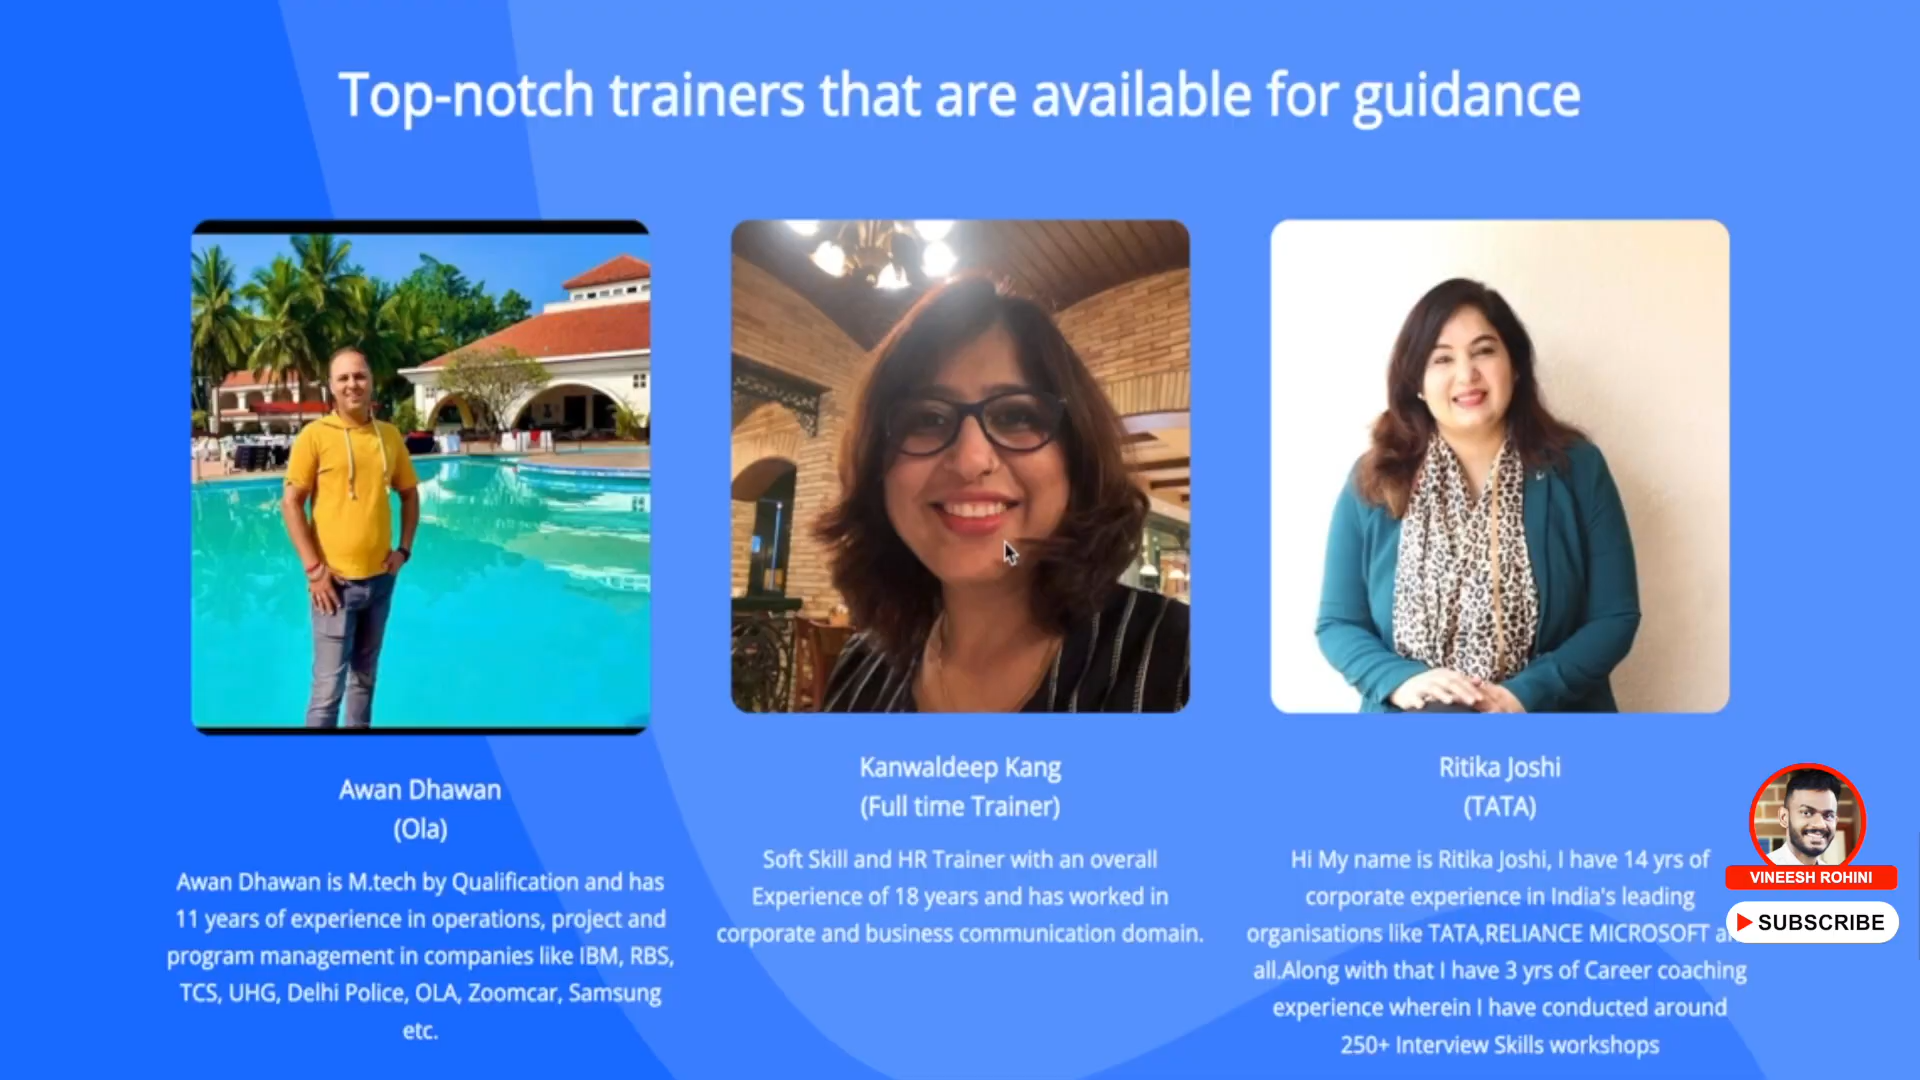 Top-notch trainers that are available for guidance
Awan Dhawan
(Ola)
Awan Dhawan is M.tech by Qualification and has
11 years of experience in operations, project and
program management in companies like IBM, RBS,
TCS, UHG, Delhi Police, OLA, Zoomcar, Samsung
etc.
Kanwaldeep Kang
(Full time Trainer)
Soft Skill and HR Trainer with an overall
Experience of 18 years and has worked in
corporate and business communication domain.
Ritika Joshi
(TATA)
Hi My name is Ritika Joshi, I have 14 yrs of
corporate experience in India's leading
organisations like TATA,RELIANCE MICROSOFT
all.Along with that I have 3 yrs of Career coaching
experience wherein I have conducted around
250+ Interview Skills workshops
VINEESH ROHINI
SUBSCRIBE